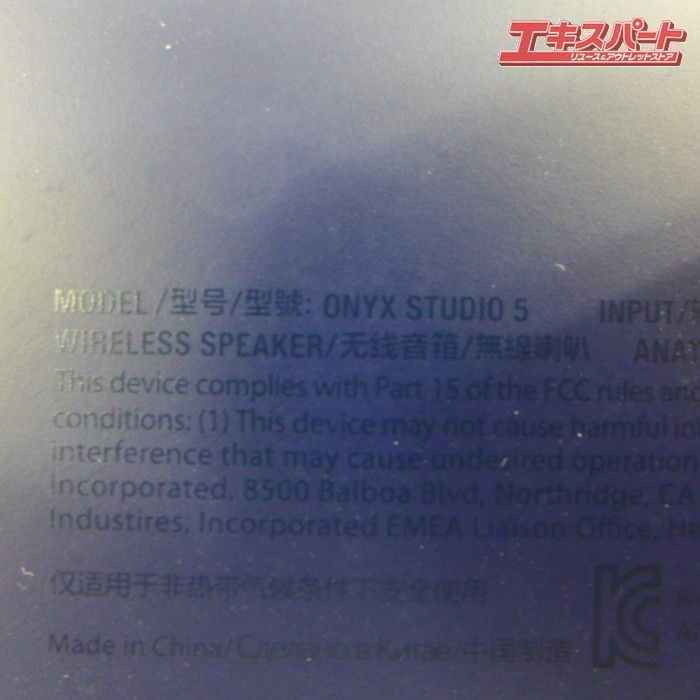 エキスパート
リユース&アウトレットストア
MODEL/型号/型號: ONYX STUDIO 5 INPUT/
WIRELESS SPEAKER/无线音箱/無線喇叭 ANAT
This device complies with Part 15 of the FCC rules and
conditions: (1) This device may not cause harmful int
interference that may cause undesired operation
Incorporated. 8500 Balboa Blvd, Northridge, CA
Industires, Incorporated EMEA Liaison Office, He
仅适用于非热带气候条件下安全使用
Made in China/Сделано в Китае/中国制造